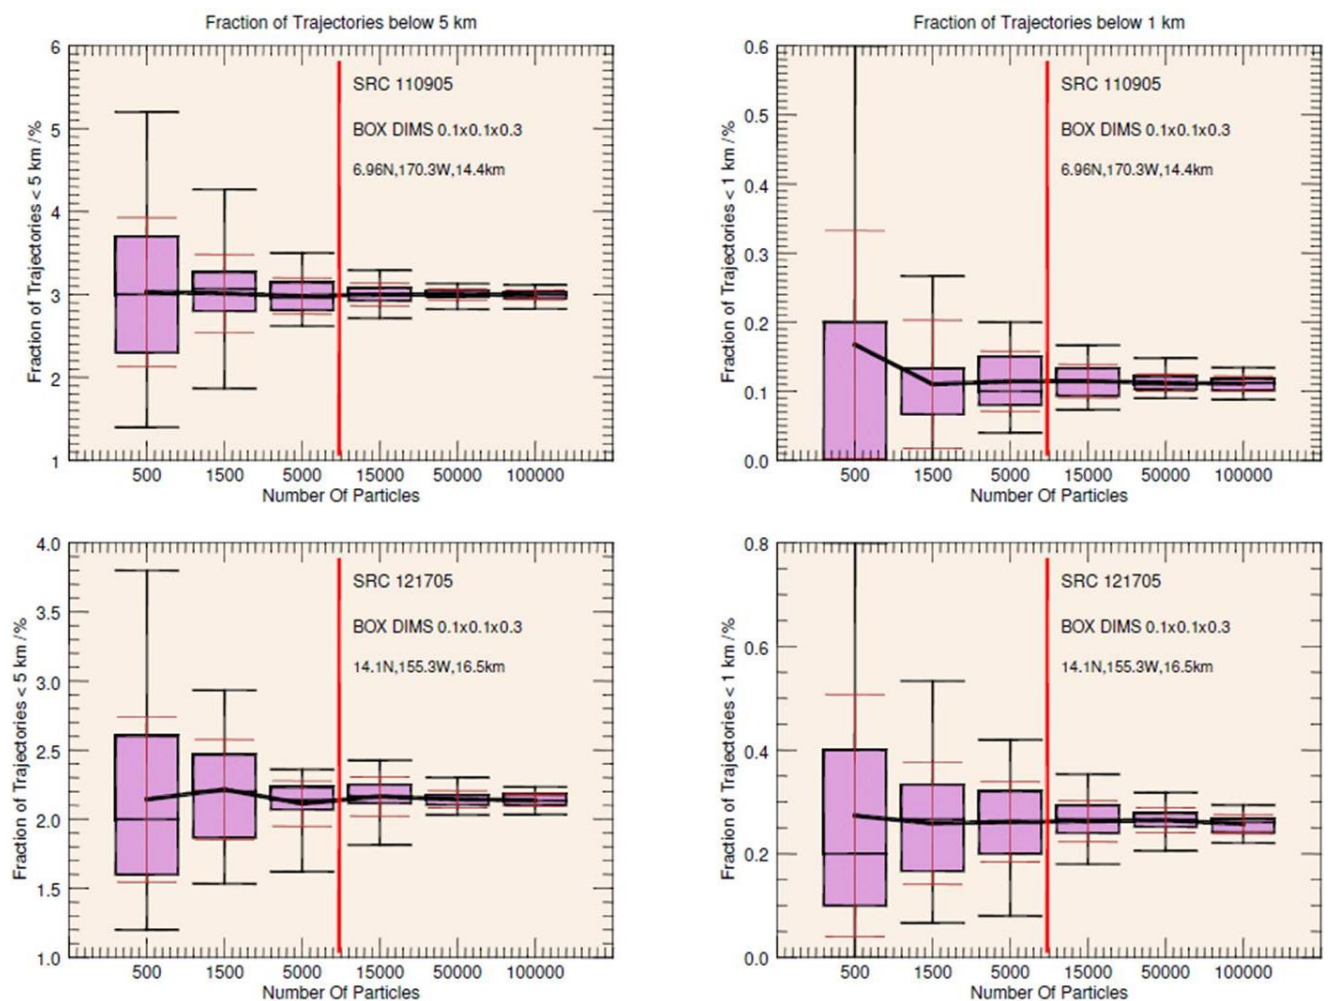 Fraction of Trajectories below 5 km
Fraction of Trajectories < 5 km /%
6
5
4
3
2
1
SRC 110905
BOX DIMS 0.1x0.1x0.3
6.96N,170.3W,14.4km
500 1500 5000 15000 50000 100000
Number Of Particles
Fraction of Trajectories below 1 km
Fraction of Trajectories < 1 km /%
0.6
0.5
0.4
0.3
0.2
0.1
0.0
SRC 110905
BOX DIMS 0.1x0.1x0.3
6.96N,170.3W,14.4km
500 1500 5000 15000 50000 100000
Number Of Particles
Fraction of Trajectories < 5 km /%
4.0
3.5
3.0
2.5
2.0
1.5
1.0
SRC 121705
BOX DIMS 0.1x0.1x0.3
14.1N,155.3W,16.5km
500 1500 5000 15000 50000 100000
Number Of Particles
Fraction of Trajectories < 1 km /%
0.8
0.6
0.4
0.2
0.0
SRC 121705
BOX DIMS 0.1x0.1x0.3
14.1N,155.3W,16.5km
500 1500 5000 15000 50000 100000
Number Of Particles